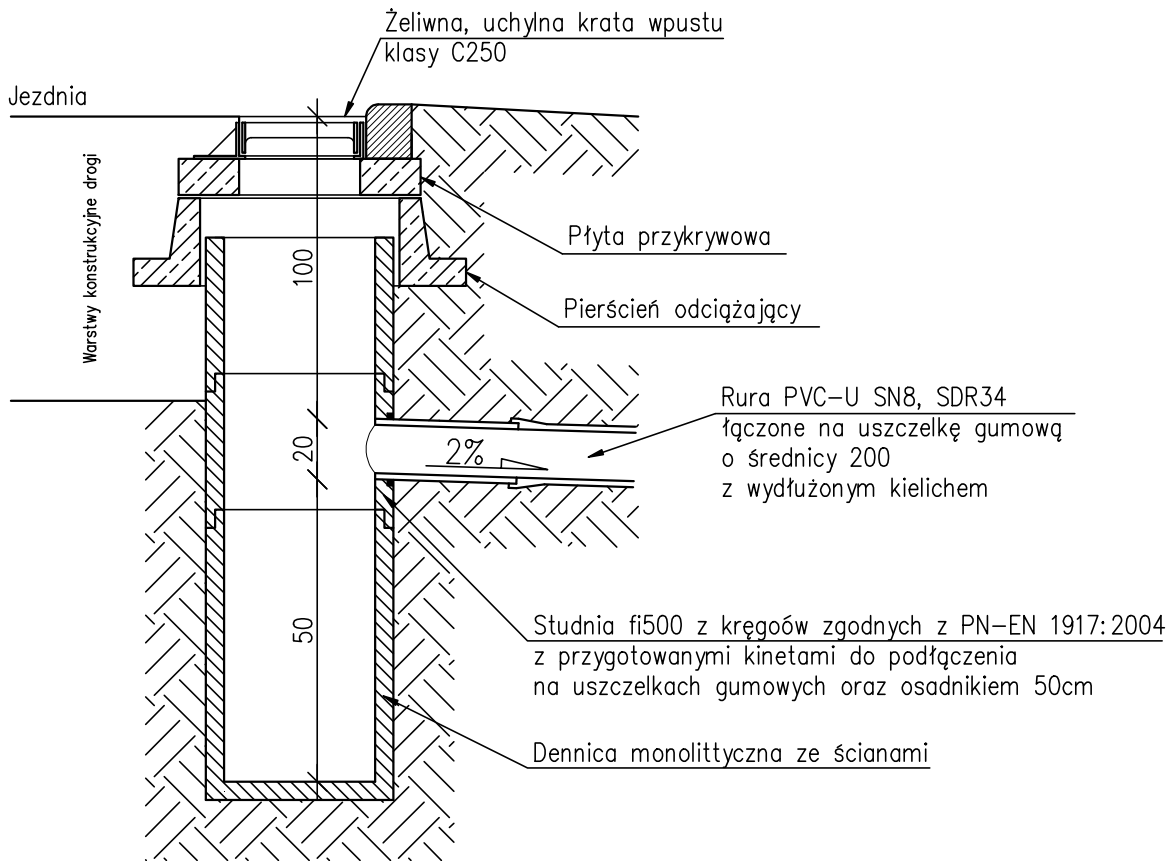 Żeliwna, uchylna krata wpustu
klasy C250
Jezdnia
Warstwy konstrukcyjne drogi
Płyta przykrywowa
100
Pierścień odciążający
Rura PVC-U SN8, SDR34
łączone na uszczelkę gumową
o średnicy 200
z wydłużonym kielichem
20
2%
50
Studnia fi500 z kręgoów zgodnych z PN-EN 1917:2004
z przygotowanymi kinetami do podłączenia
na uszczelkach gumowych oraz osadnikiem 50cm
Dennica monolittyczna ze ścianami